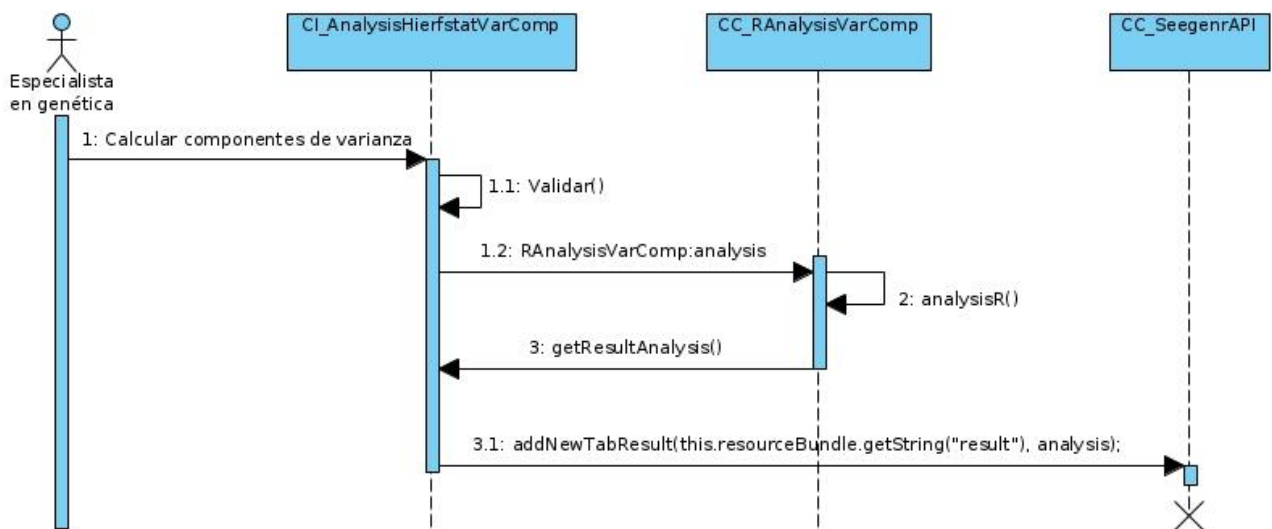 CI_AnalysisHierfstatVarComp
CC_RAnalysisVarComp
CC_SeegenrAPI
Especialista
en genética
1: Calcular componentes de varianza
1.1: Validar()
1.2: RAnalysisVarComp:analysis
2: analysisR()
3: getResultAnalysis()
3.1: addNewTabResult(this.resourceBundle.getString("result"), analysis);